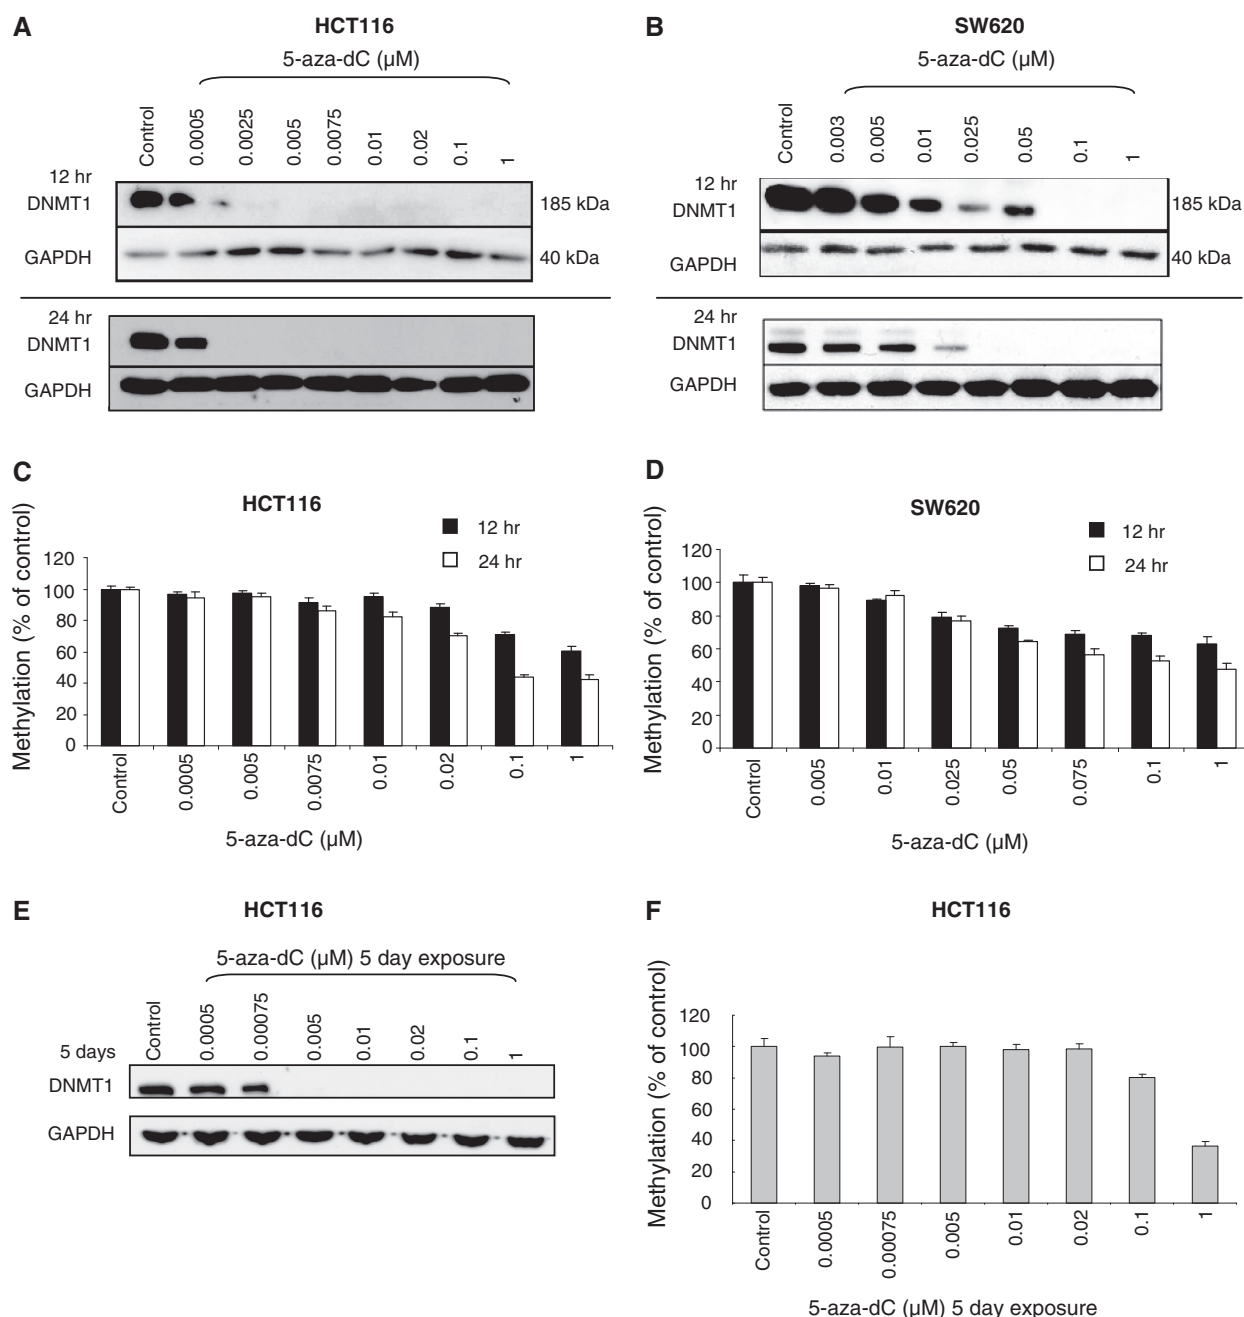 A
HCT116
5-aza-dC (µM)
Control
0.0005
0.0025
0.005
0.0075
0.01
0.02
0.1
1
12 hr
DNMT1
185 kDa
GAPDH
40 kDa
24 hr
DNMT1
GAPDH
B
SW620
5-aza-dC (µM)
Control
0.003
0.005
0.01
0.025
0.05
0.1
1
12 hr
DNMT1
185 kDa
GAPDH
40 kDa
24 hr
DNMT1
GAPDH
C
HCT116
12 hr
24 hr
Methylation (% of control)
120
100
80
60
40
20
0
Control
0.0005
0.005
0.0075
0.01
0.02
0.1
1
5-aza-dC (µM)
D
SW620
12 hr
24 hr
Methylation (% of control)
120
100
80
60
40
20
0
Control
0.005
0.01
0.025
0.05
0.075
0.1
1
5-aza-dC (µM)
E
HCT116
5-aza-dC (µM) 5 day exposure
Control
0.0005
0.00075
0.005
0.01
0.02
0.1
1
5 days
DNMT1
GAPDH
F
HCT116
Methylation (% of control)
120
100
80
60
40
20
0
Control
0.0005
0.00075
0.005
0.01
0.02
0.1
1
5-aza-dC (µM) 5 day exposure